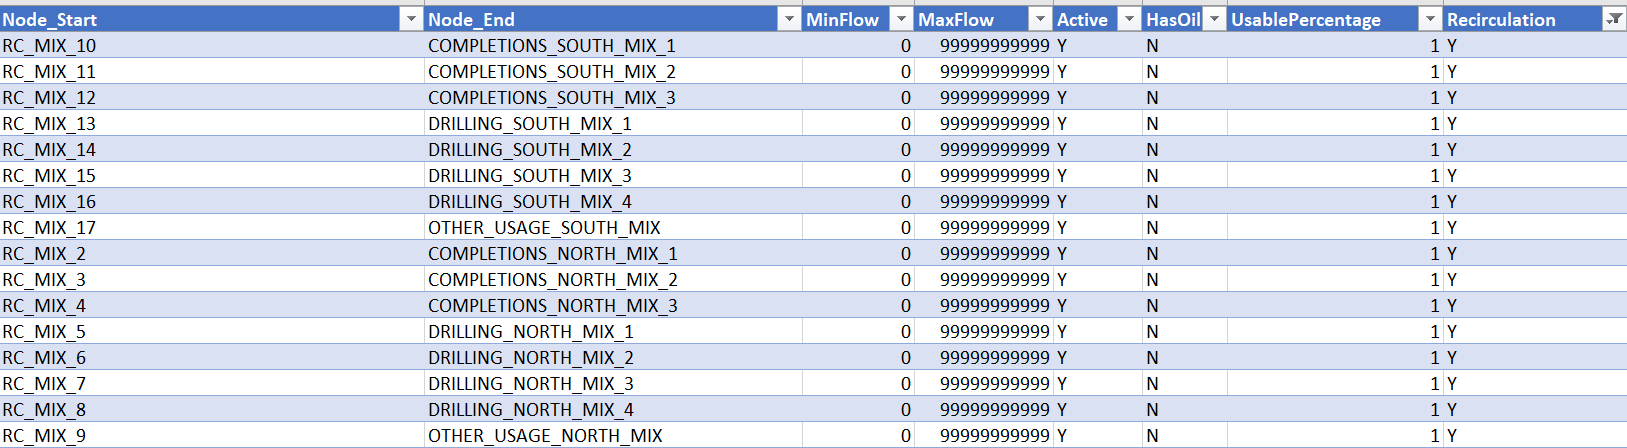 Node_Start Node_End MinFlow MaxFlow Active HasOil UsablePercentage Recirculation
RC_MIX_10 COMPLETIONS_SOUTH_MIX_1 0 99999999999 Y N 1 Y
RC_MIX_11 COMPLETIONS_SOUTH_MIX_2 0 99999999999 Y N 1 Y
RC_MIX_12 COMPLETIONS_SOUTH_MIX_3 0 99999999999 Y N 1 Y
RC_MIX_13 DRILLING_SOUTH_MIX_1 0 99999999999 Y N 1 Y
RC_MIX_14 DRILLING_SOUTH_MIX_2 0 99999999999 Y N 1 Y
RC_MIX_15 DRILLING_SOUTH_MIX_3 0 99999999999 Y N 1 Y
RC_MIX_16 DRILLING_SOUTH_MIX_4 0 99999999999 Y N 1 Y
RC_MIX_17 OTHER_USAGE_SOUTH_MIX 0 99999999999 Y N 1 Y
RC_MIX_2 COMPLETIONS_NORTH_MIX_1 0 99999999999 Y N 1 Y
RC_MIX_3 COMPLETIONS_NORTH_MIX_2 0 99999999999 Y N 1 Y
RC_MIX_4 COMPLETIONS_NORTH_MIX_3 0 99999999999 Y N 1 Y
RC_MIX_5 DRILLING_NORTH_MIX_1 0 99999999999 Y N 1 Y
RC_MIX_6 DRILLING_NORTH_MIX_2 0 99999999999 Y N 1 Y
RC_MIX_7 DRILLING_NORTH_MIX_3 0 99999999999 Y N 1 Y
RC_MIX_8 DRILLING_NORTH_MIX_4 0 99999999999 Y N 1 Y
RC_MIX_9 OTHER_USAGE_NORTH_MIX 0 99999999999 Y N 1 Y